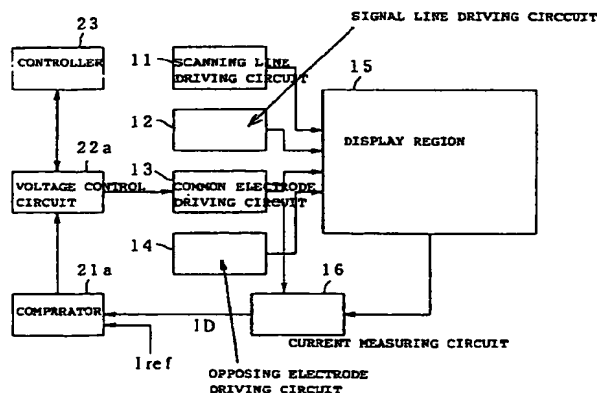 SIGNAL LINE DRIVING CIRCCUIT
23
CONTROLLER
11
SCANNING LINE
DRIVING CIRCUIT
15
DISPLAY REGION
12
22a
VOLTAGE CONTROL
CIRCUIT
13
COMMON ELECTRODE
DRIVING CIRCUIT
14
21a
COMPARATOR
16
ID
Iref
CURRENT MEASURING CIRCUIT
OPPOSING ELECTRODE
DRIVING CIRCUIT